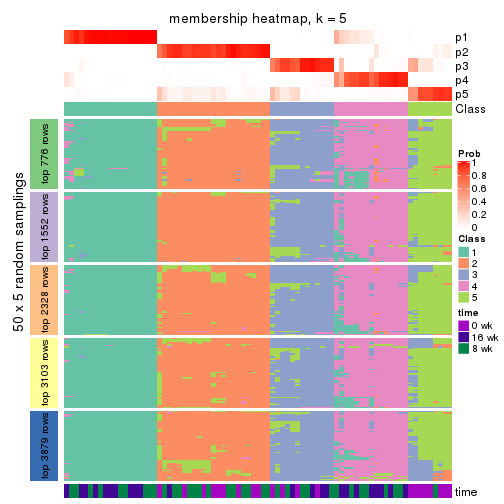 membership heatmap, k = 5
p1
p2
p3
p4
p5
Class
50 x 5 random samplings
top 776 rows
top 1552 rows
top 2328 rows
top 3103 rows
top 3879 rows
time
Prob
1
0.8
0.6
0.4
0.2
0
Class
1
2
3
4
5
time
0 wk
16 wk
8 wk